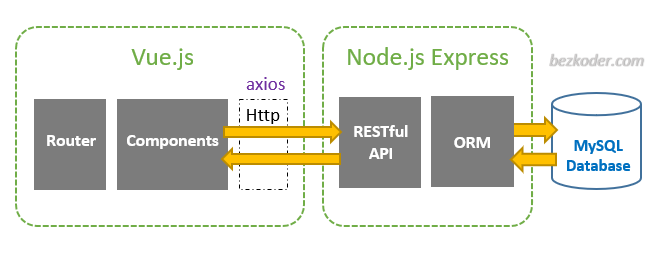 Vue.js
Node.js Express
bezkoder.com
axios
Http
Router
Components
RESTful
API
ORM
MySQL
Database